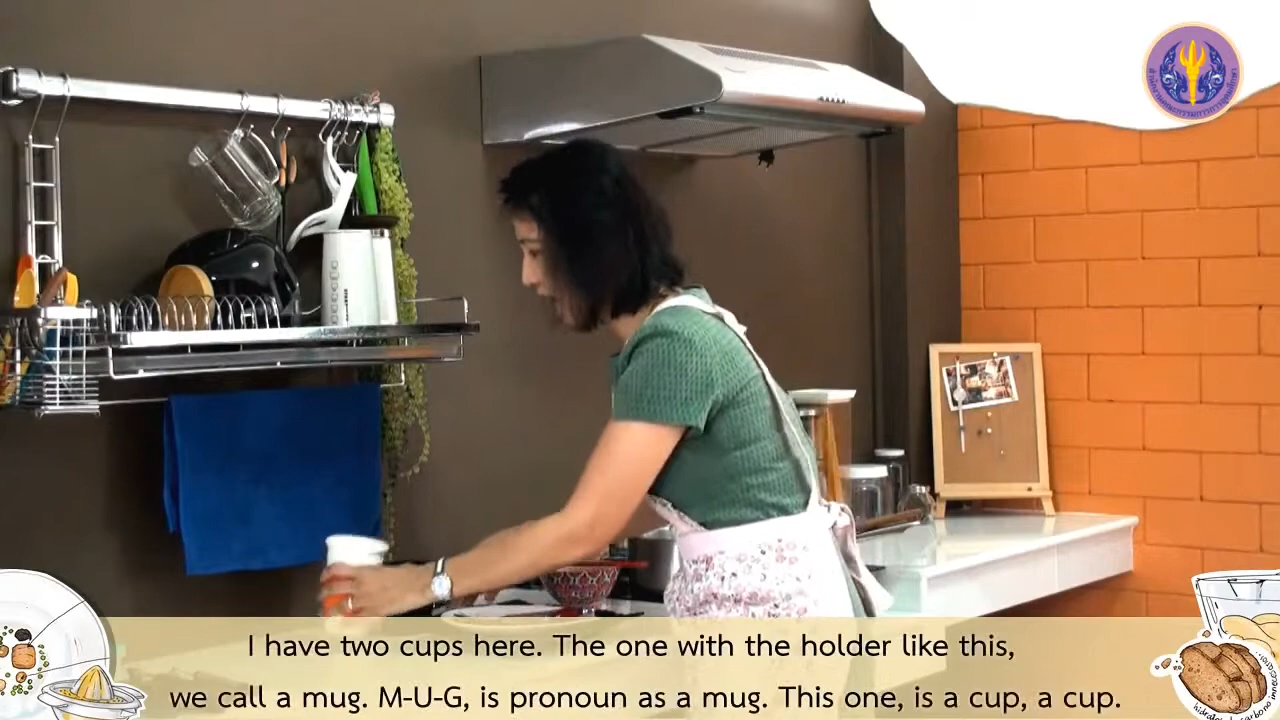 I have two cups here. The one with the holder like this,
we call a mug. M-U-G, is pronoun as a mug. This one, is a cup, a cup.